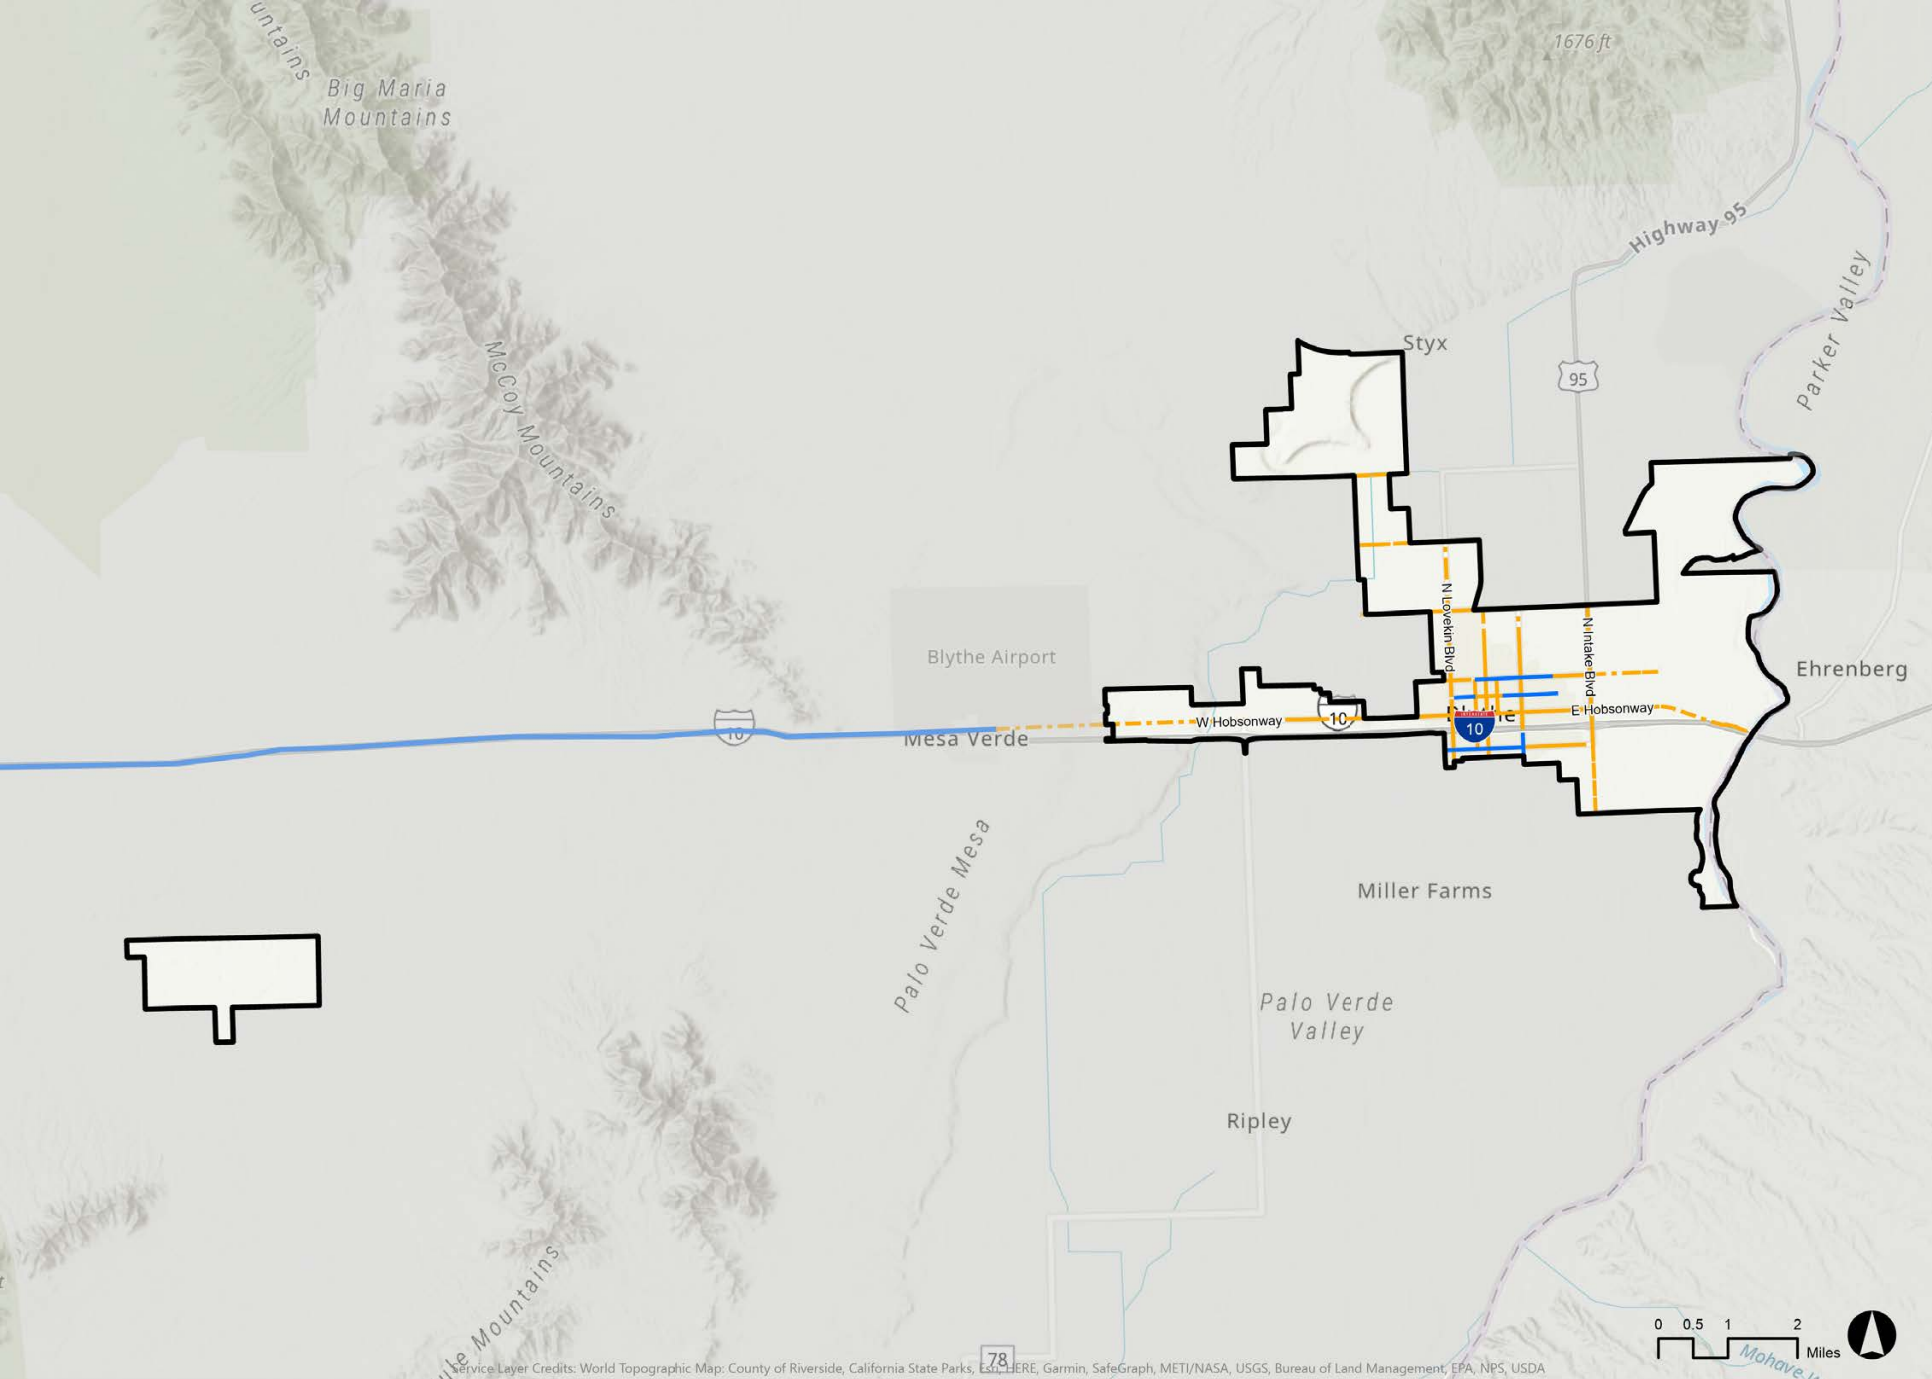 untains
Big Maria
Mountains
1676 ft
Highway 95
Parker Valley
McCoy Mountains
Styx
95
N Lovekin Blvd
N Intake Blvd
Blythe Airport
Ehrenberg
W Hobsonway
10
E Hobsonway
10
10
Mesa Verde
Palo Verde Mesa
Miller Farms
Palo Verde
Valley
Ripley
ule Mountains
78
0 0.5 1 2
Miles
Mohave
Service Layer Credits: World Topographic Map: County of Riverside, California State Parks, Esri, HERE, Garmin, SafeGraph, METI/NASA, USGS, Bureau of Land Management, EPA, NPS, USDA